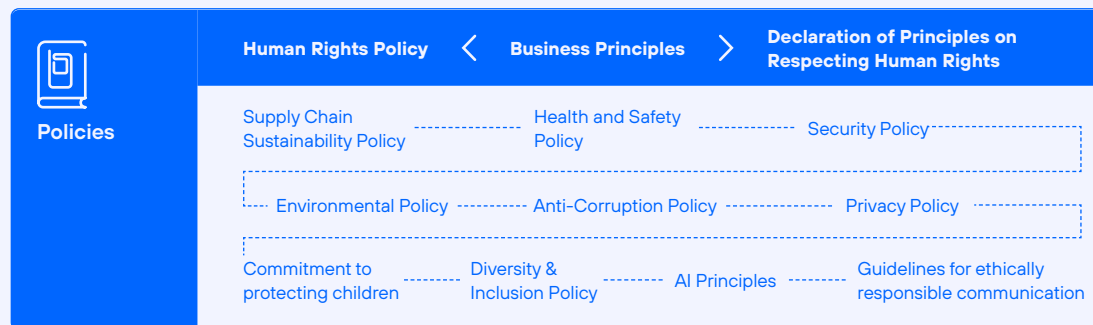 Policies
Human Rights Policy
Business Principles
Declaration of Principles on
Respecting Human Rights
Supply Chain
Sustainability Policy
Health and Safety
Policy
Security Policy
Environmental Policy
Anti-Corruption Policy
Privacy Policy
Commitment to
protecting children
Diversity &
Inclusion Policy
AI Principles
Guidelines for ethically
responsible communication